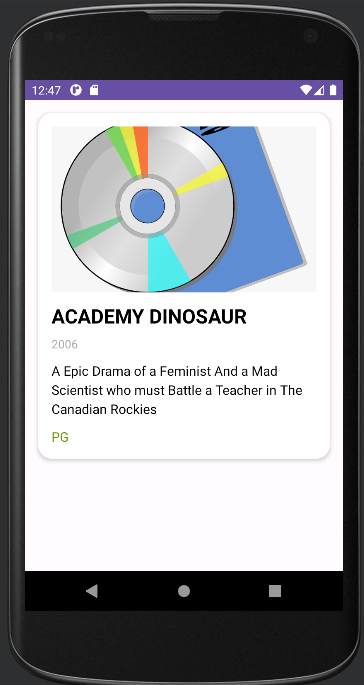 12:47
ACADEMY DINOSAUR
2006
A Epic Drama of a Feminist And a Mad
Scientist who must Battle a Teacher in The
Canadian Rockies
PG